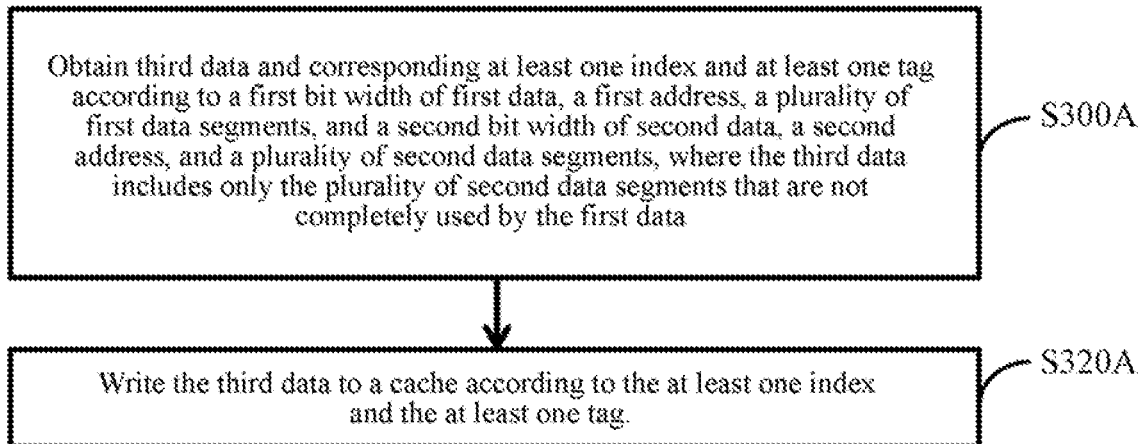 Obtain third data and corresponding at least one index and at least one tag
according to a first bit width of first data, a first address, a plurality of
first data segments, and a second bit width of second data, a second
address, and a plurality of second data segments, where the third data
includes only the plurality of second data segments that are not
completely used by the first data
S300A
Write the third data to a cache according to the at least one index
and the at least one tag.
S320A